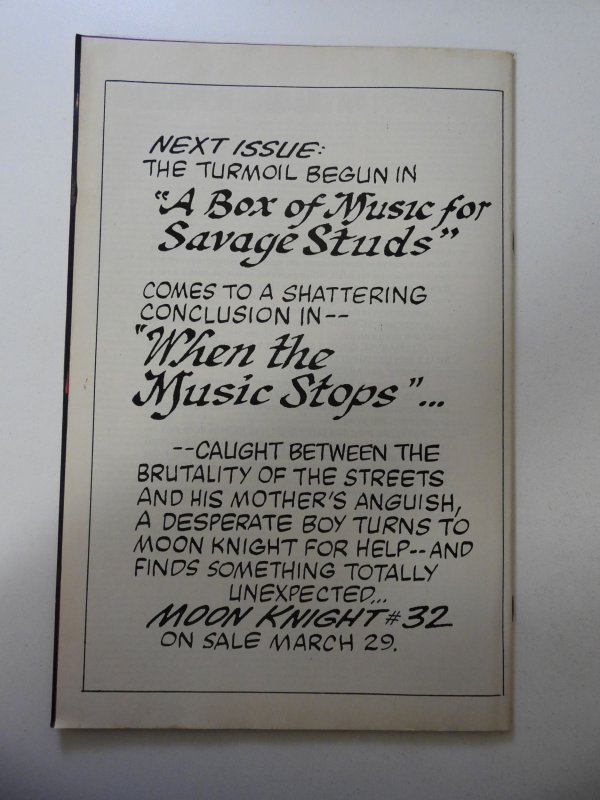 NEXT ISSUE:
THE TURMOIL BEGUN IN
"A Box of Music for
Savage Studs"
COMES TO A SHATTERING
CONCLUSION IN--
"When the
Music Stops"...
--CAUGHT BETWEEN THE
BRUTALITY OF THE STREETS
AND HIS MOTHER'S ANGUISH,
A DESPERATE BOY TURNS TO
MOON KNIGHT FOR HELP--AND
FINDS SOMETHING TOTALLY
UNEXPECTED...
MOON KNIGHT #32
ON SALE MARCH 29.